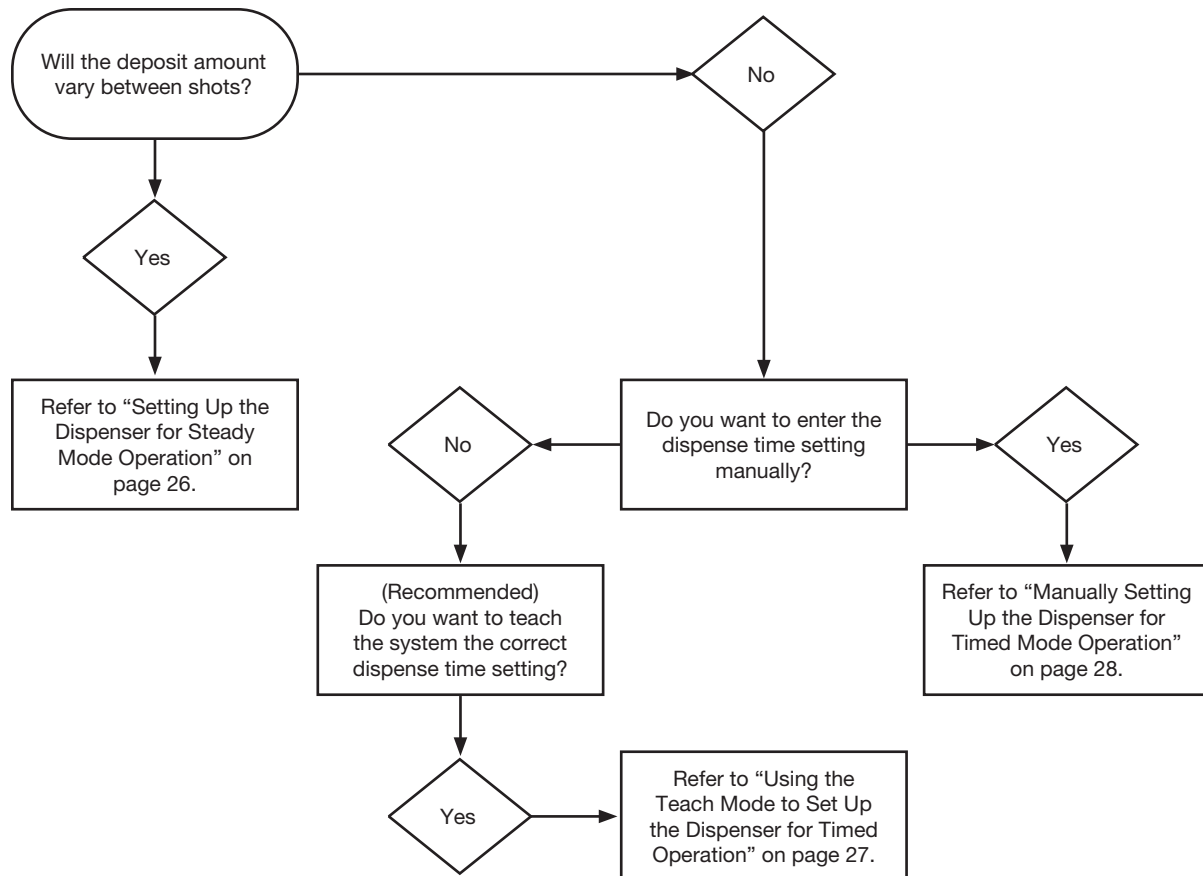 Will the deposit amount
vary between shots?
No
Yes
Refer to “Setting Up the
Dispenser for Steady
Mode Operation” on
page 26.
No
Do you want to enter the
dispense time setting
manually?
Yes
(Recommended)
Do you want to teach
the system the correct
dispense time setting?
Refer to “Manually Setting
Up the Dispenser for
Timed Mode Operation”
on page 28.
Yes
Refer to “Using the
Teach Mode to Set Up
the Dispenser for Timed
Operation” on page 27.